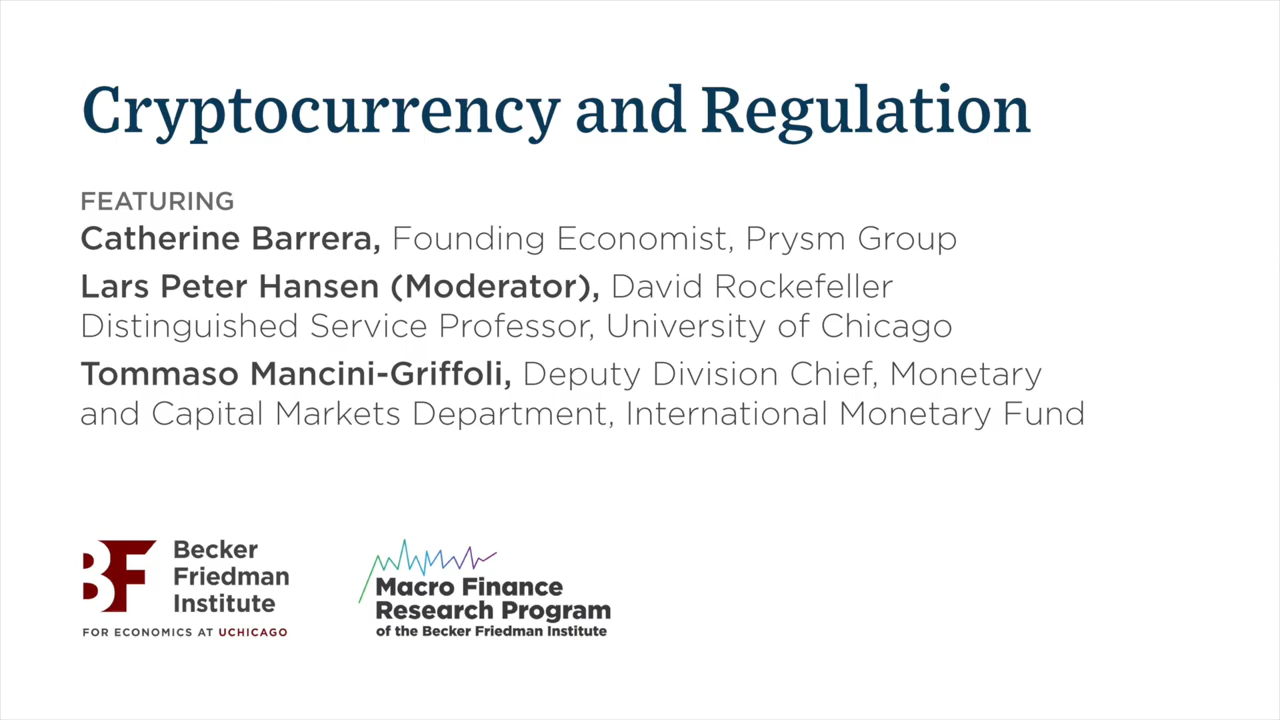 Cryptocurrency and Regulation
FEATURING
Catherine Barrera, Founding Economist, Prysm Group
Lars Peter Hansen (Moderator), David Rockefeller
Distinguished Service Professor, University of Chicago
Tommaso Mancini-Griffoli, Deputy Division Chief, Monetary
and Capital Markets Department, International Monetary Fund
BF
Becker
Friedman
Institute
FOR ECONOMICS AT UCHICAGO
Macro Finance
Research Program
of the Becker Friedman Institute